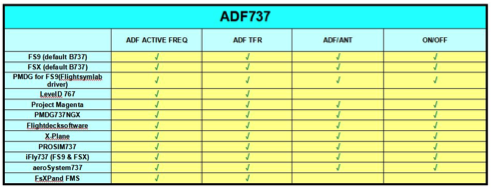 ADF737
ADF ACTIVE FREQ ADF TFR ADF/ANT ON/OFF
FS9 (default B737) √ √ √ √
FSX (default B737) √ √ √ √
PMDG for FS9(Flightsymlab driver) √ √ √ √
LevelD 767 √ √
Project Magenta √ √ √ √
PMDG737NGX √ √ √ √
Flightdecksoftware √ √ √ √
X-Plane √ √ √ √
PROSIM737 √ √ √ √
iFly737 (FS9 & FSX) √ √ √ √
aeroSystem737 √ √ √ √
FsXPand FMS √ √